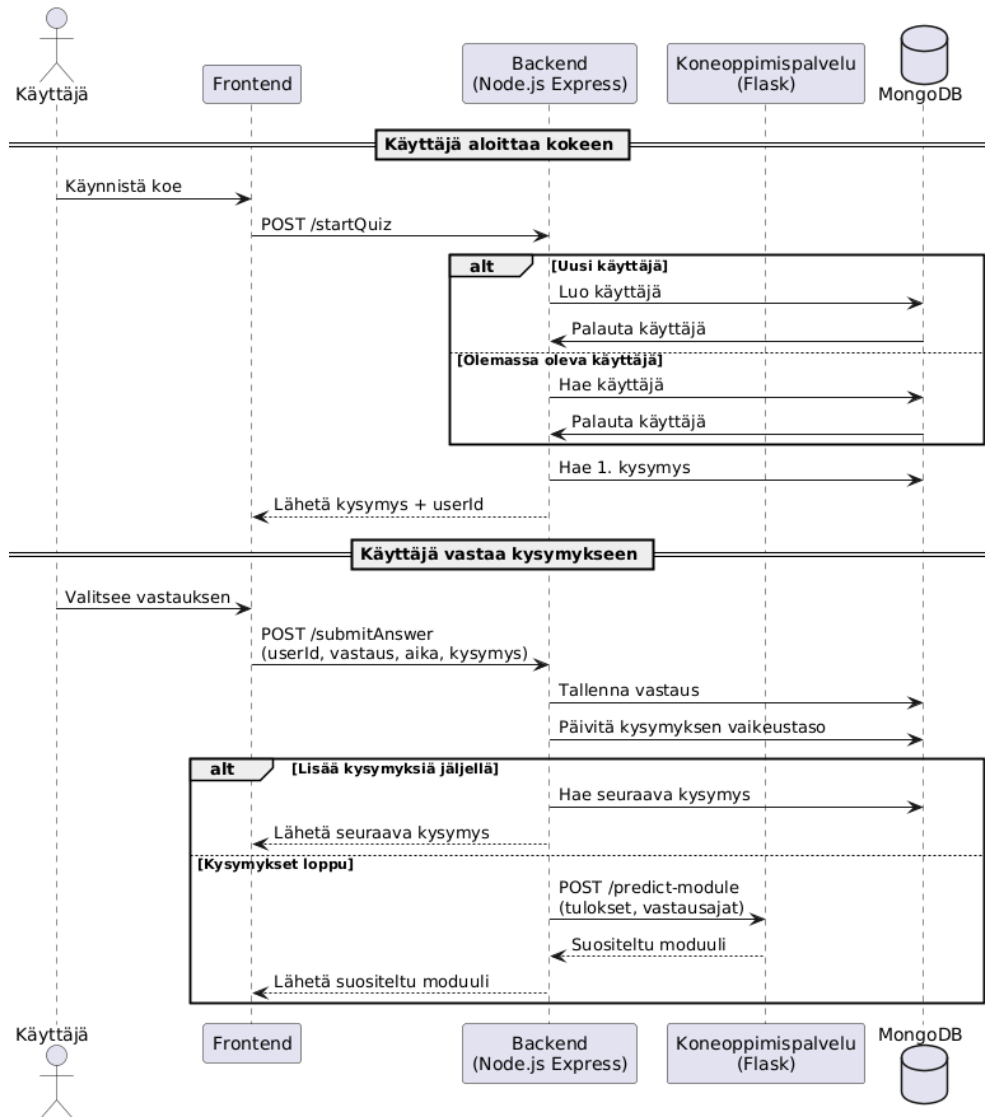 Käyttäjä
Frontend
Backend
(Node.js Express)
Koneoppimispalvelu
(Flask)
MongoDB
Käyttäjä aloittaa kokeen
Käynnistä koe
POST /startQuiz
alt
[Uusi käyttäjä]
Luo käyttäjä
Palauta käyttäjä
[Olemassa oleva käyttäjä]
Hae käyttäjä
Palauta käyttäjä
Hae 1. kysymys
Lähetä kysymys + userId
Käyttäjä vastaa kysymykseen
Valitsee vastauksen
POST /submitAnswer
(userId, vastaus, aika, kysymys)
Tallenna vastaus
Päivitä kysymyksen vaikeustaso
alt
[Lisää kysymyksiä jäljellä]
Hae seuraava kysymys
Lähetä seuraava kysymys
[Kysymykset loppu]
POST /predict-module
(tulokset, vastausajat)
Suositeltu moduuli
Lähetä suositeltu moduuli
Käyttäjä
Frontend
Backend
(Node.js Express)
Koneoppimispalvelu
(Flask)
MongoDB